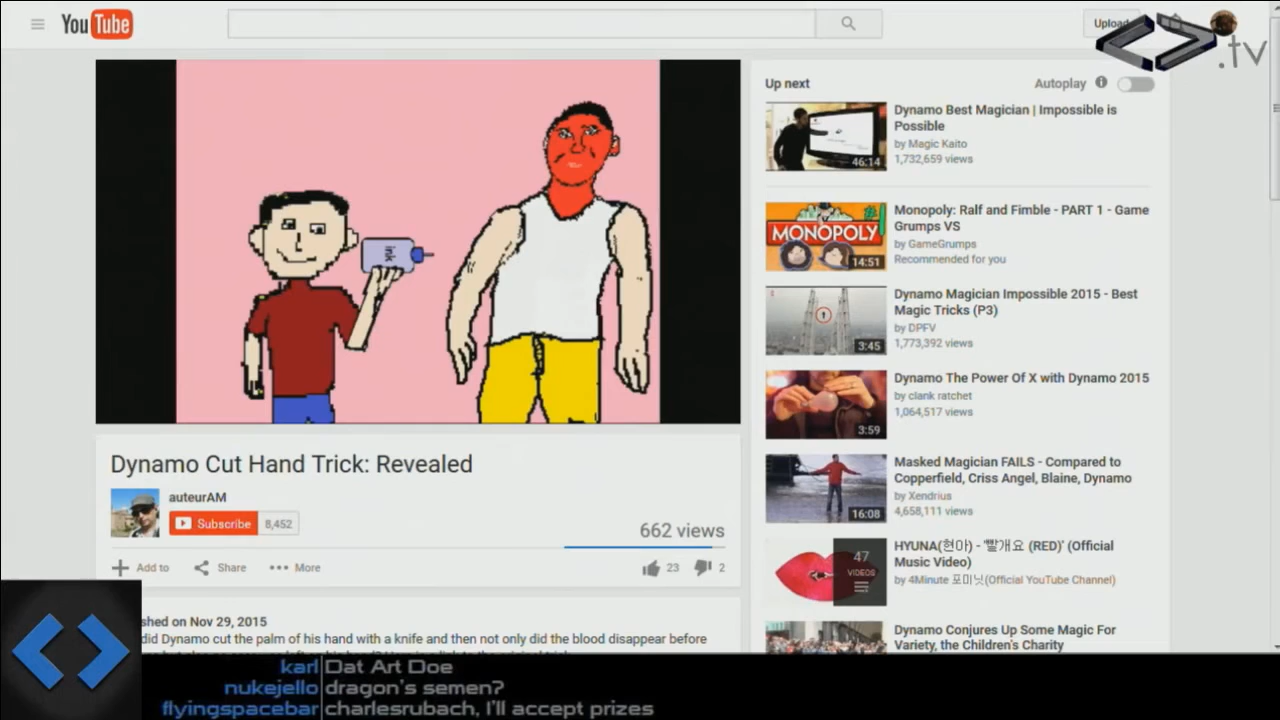 YouTube
Upload
.tv
ink
Up next
Autoplay
Dynamo Best Magician | Impossible is
Possible
by Magic Kaito
1,732,659 views
46:14
Monopoly: Ralf and Fimble - PART 1 - Game
Grumps VS
by GameGrumps
Recommended for you
#1
MONOPOLY
14:51
Dynamo Magician Impossible 2015 - Best
Magic Tricks (P3)
by DPFV
1,773,392 views
3:45
Dynamo The Power Of X with Dynamo 2015
by clank ratchet
1,064,517 views
3:59
Masked Magician FAILS - Compared to
Copperfield, Criss Angel, Blaine, Dynamo
by Xendrius
4,658,111 views
16:08
HYUNA(현아) - '빨개요 (RED)' (Official
Music Video)
by 4Minute 포미닛(Official YouTube Channel)
47
VIDEOS
Dynamo Conjures Up Some Magic For
Variety, the Children's Charity
Dynamo Cut Hand Trick: Revealed
auteurAM
Subscribe 8,452
662 views
Add to Share More 23 2
shed on Nov 29, 2015
did Dynamo cut the palm of his hand with a knife and then not only did the blood disappear before
karl Dat Art Doe
nukejello dragon's semen?
flyingspacebar charlesrubach, I'll accept prizes